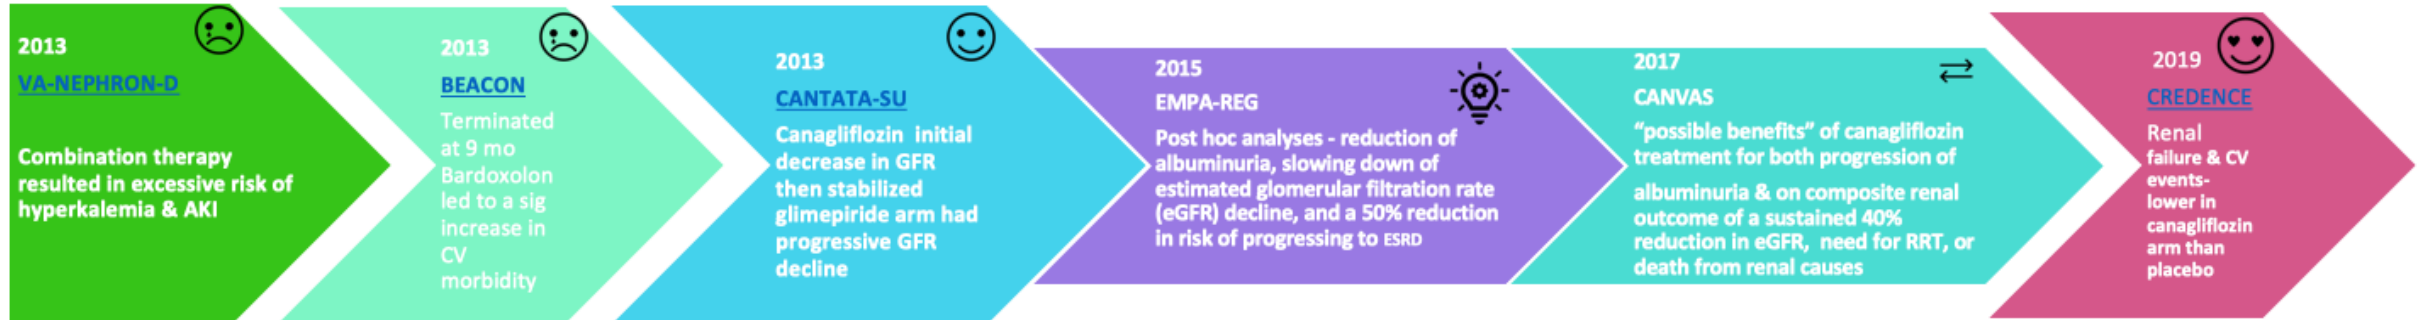 2013
VA-NEPHRON-D
Combination therapy
resulted in excessive risk of
hyperkalemia & AKI
2013
BEACON
Terminated
at 9 mo
Bardoxolon
led to a sig
increase in
CV
morbidity
2013
CANTATA-SU
Canagliflozin initial
decrease in GFR
then stabilized
glimepiride arm had
progressive GFR
decline
2015
EMPA-REG
Post hoc analyses - reduction of
albuminuria, slowing down of
estimated glomerular filtration rate
(eGFR) decline, and a 50% reduction
in risk of progressing to ESRD
2017
CANVAS
“possible benefits” of canagliflozin
treatment for both progression of
albuminuria & on composite renal
outcome of a sustained 40%
reduction in eGFR, need for RRT, or
death from renal causes
2019
CREDENCE
Renal
failure & CV
events-
lower in
canagliflozin
arm than
placebo